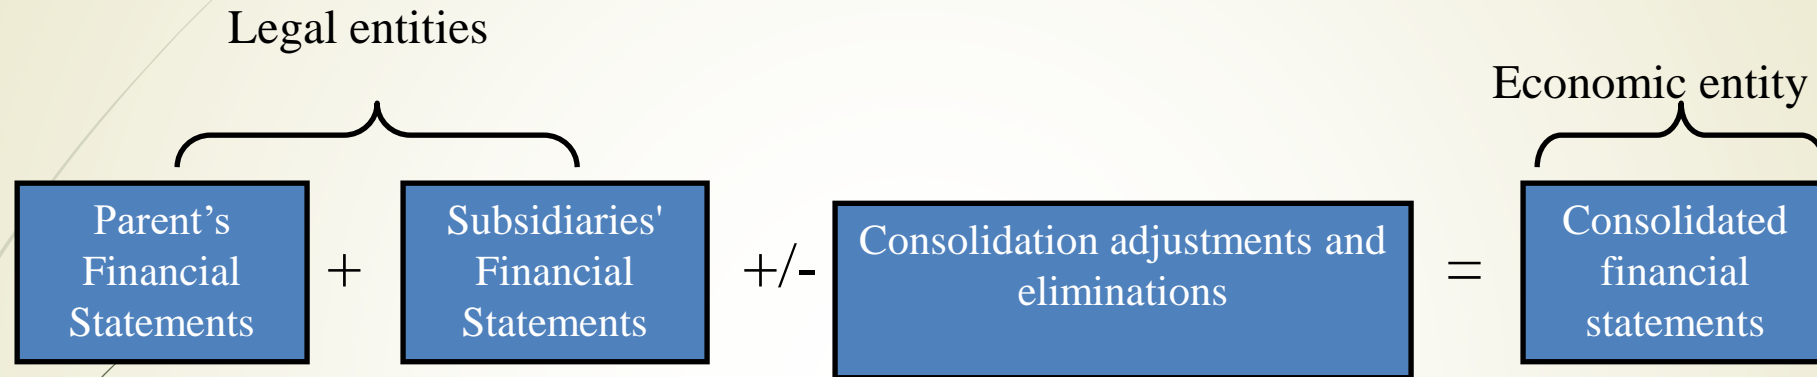 Legal entities
Economic entity
Parent’s
Financial
Statements
+
Subsidiaries'
Financial
Statements
+/-
Consolidation adjustments and
eliminations
=
Consolidated
financial
statements